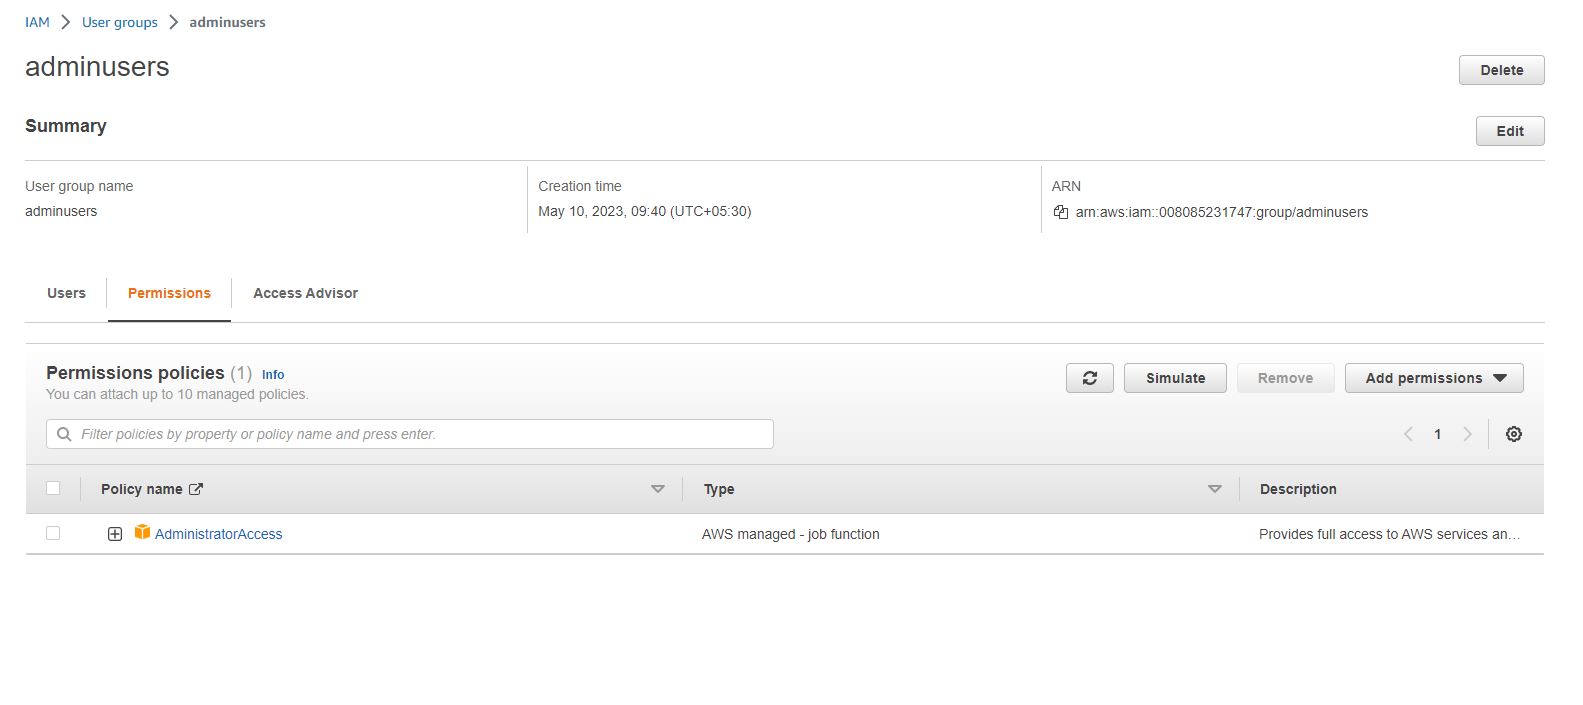 IAM > User groups > adminusers
adminusers
Delete
Summary
Edit
User group name
adminusers
Creation time
May 10, 2023, 09:40 (UTC+05:30)
ARN
arn:aws:iam::008085231747:group/adminusers
Users Permissions Access Advisor
Permissions policies (1) Info
You can attach up to 10 managed policies.
Simulate Remove Add permissions
Filter policies by property or policy name and press enter.
1
Policy name Type Description
AdministratorAccess AWS managed - job function Provides full access to AWS services an...